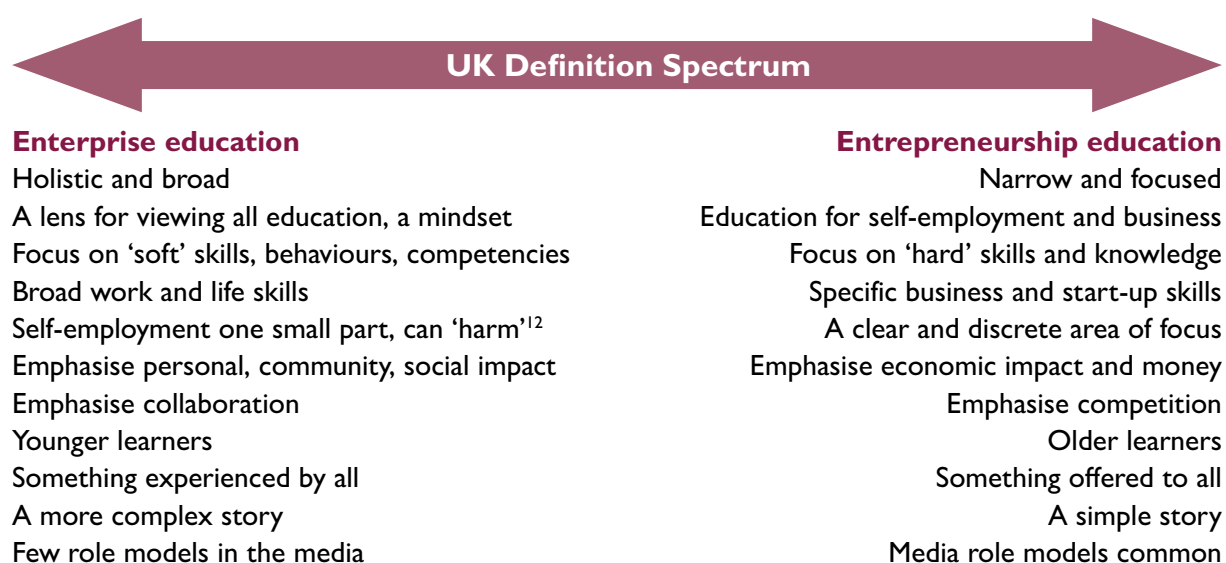 UK Definition Spectrum
Enterprise education
Holistic and broad
A lens for viewing all education, a mindset
Focus on ‘soft’ skills, behaviours, competencies
Broad work and life skills
Self-employment one small part, can ‘harm’12
Emphasise personal, community, social impact
Emphasise collaboration
Younger learners
Something experienced by all
A more complex story
Few role models in the media
Entrepreneurship education
Narrow and focused
Education for self-employment and business
Focus on ‘hard’ skills and knowledge
Specific business and start-up skills
A clear and discrete area of focus
Emphasise economic impact and money
Emphasise competition
Older learners
Something offered to all
A simple story
Media role models common